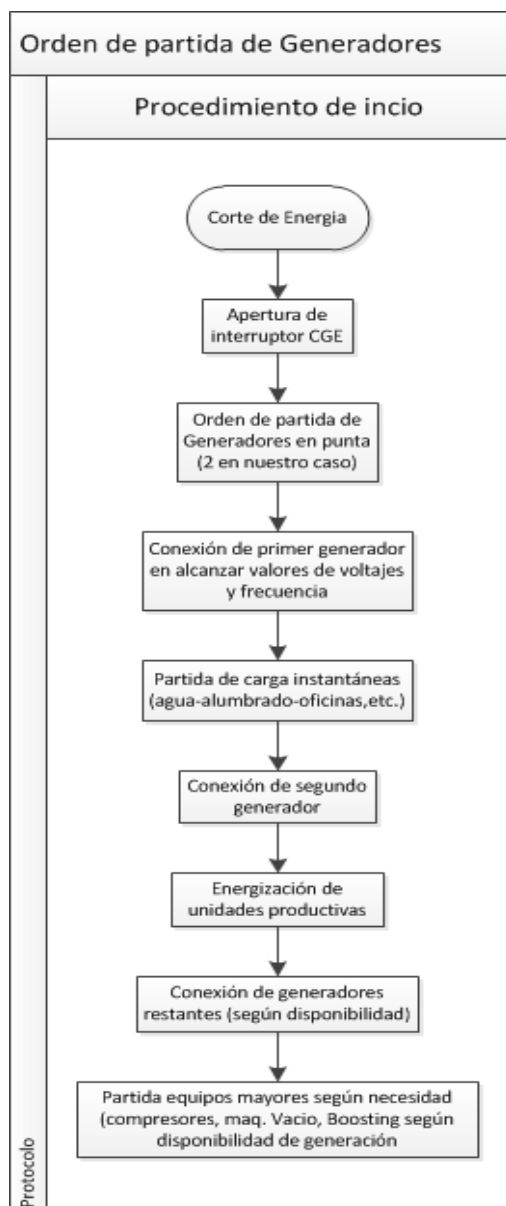 Orden de partida de Generadores
Procedimiento de incio
Corte de Energia
Apertura de
interruptor CGE
Orden de partida de
Generadores en punta
(2 en nuestro caso)
Conexión de primer generador
en alcanzar valores de voltajes
y frecuencia
Partida de carga instantáneas
(agua-alumbrado-oficinas,etc.)
Conexión de segundo
generador
Energización de
unidades productivas
Conexión de generadores
restantes (según disponibilidad)
Partida equipos mayores según necesidad
(compresores, maq. Vacio, Boosting según
disponibilidad de generación
Protocolo